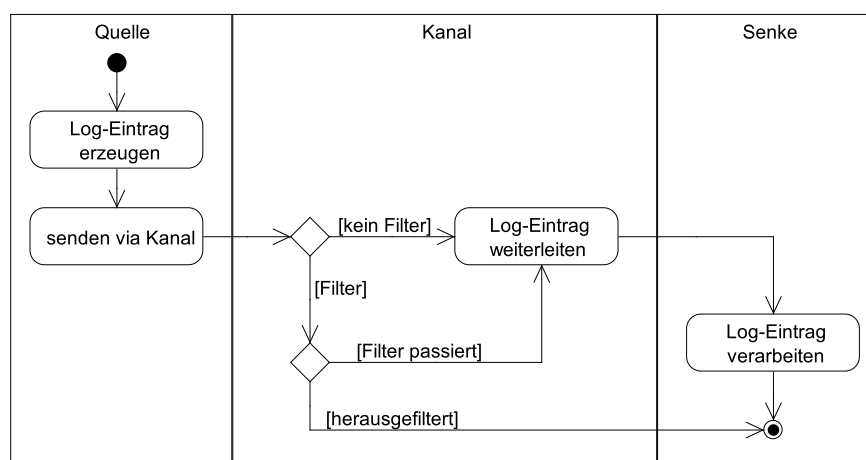 Quelle
Kanal
Senke
Log-Eintrag
erzeugen
senden via Kanal
[kein Filter]
Log-Eintrag
weiterleiten
[Filter]
[Filter passiert]
Log-Eintrag
verarbeiten
[herausgefiltert]